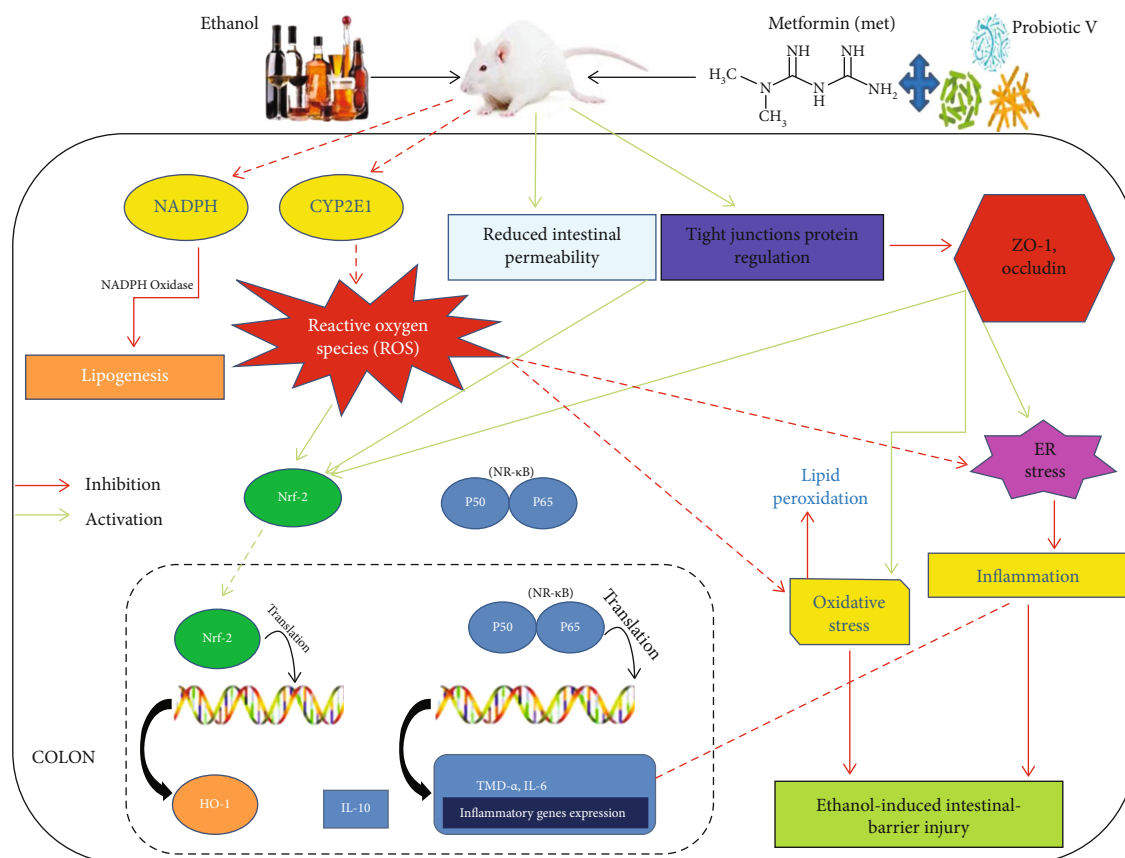 Ethanol
Metformin (met)
Probiotic V
NH
NH
H₃C
N
N
H
NH₂
CH₃
NADPH
CYP2E1
Reduced intestinal
permeability
Tight junctions protein
regulation
ZO-1,
occludin
NADPH Oxidase
Reactive oxygen
species (ROS)
Lipogenesis
ER
stress
Inhibition
Activation
Nrf-2
(NR-κB)
P50
P65
Lipid
peroxidation
Inflammation
Oxidative
stress
Nrf-2
Translation
(NR-κB)
P50
P65
Translation
COLON
HO-1
IL-10
TMD-α, IL-6
Inflammatory genes expression
Ethanol-induced intestinal-
barrier injury